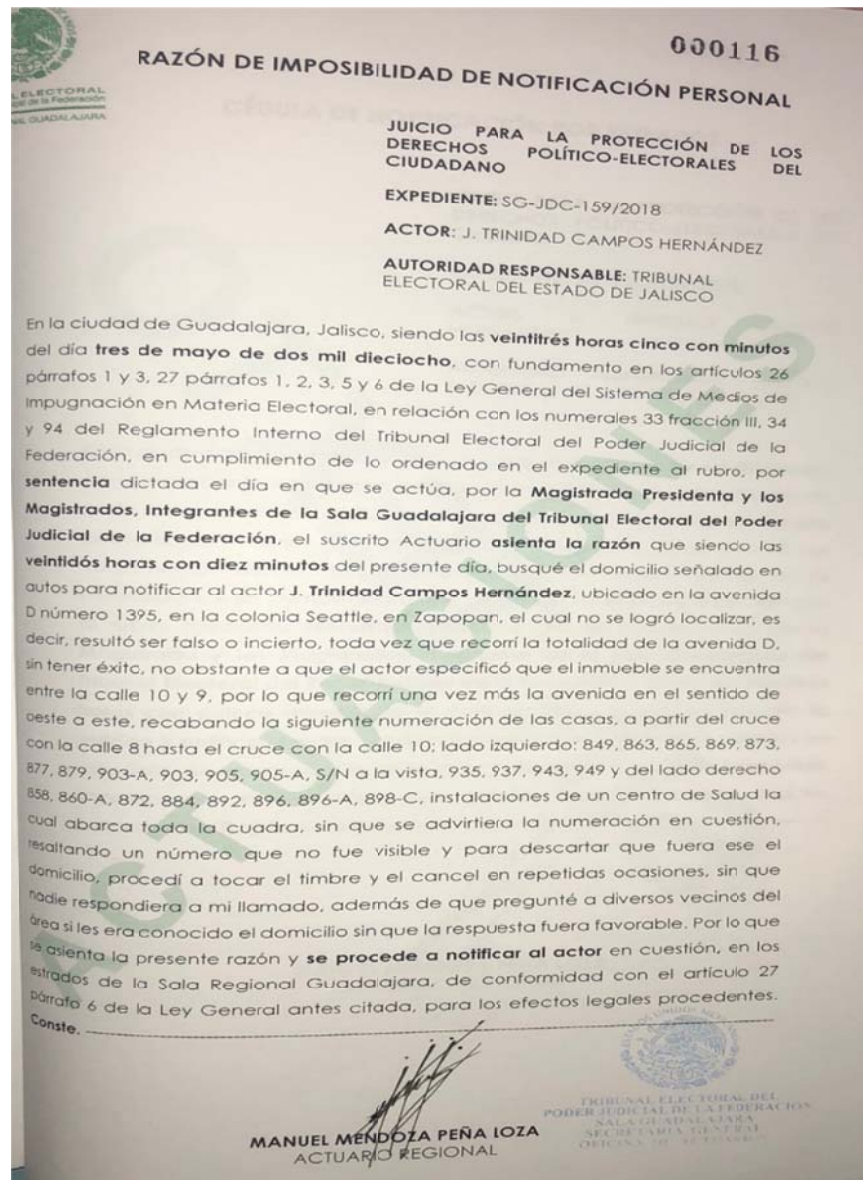 000116
RAZÓN DE IMPOSIBILIDAD DE NOTIFICACIÓN PERSONAL
ELECTORAL
de la Federación
GUADALAJARA
JUICIO PARA LA PROTECCIÓN DE LOS
DERECHOS POLÍTICO-ELECTORALES DEL
CIUDADANO
EXPEDIENTE: SG-JDC-159/2018
ACTOR: J. TRINIDAD CAMPOS HERNÁNDEZ
AUTORIDAD RESPONSABLE: TRIBUNAL
ELECTORAL DEL ESTADO DE JALISCO
En la ciudad de Guadalajara, Jalisco, siendo las veintitrés horas cinco con minutos
del día tres de mayo de dos mil dieciocho, con fundamento en los artículos 26
párrafos 1 y 3, 27 párrafos 1, 2, 3, 5 y 6 de la Ley General del Sistema de Medios de
Impugnación en Materia Electoral, en relación con los numerales 33 fracción III, 34
y 94 del Reglamento Interno del Tribunal Electoral del Poder Judicial de la
Federación, en cumplimiento de lo ordenado en el expediente al rubro, por
sentencia dictada el día en que se actúa, por la Magistrada Presidenta y los
Magistrados, Integrantes de la Sala Guadalajara del Tribunal Electoral del Poder
Judicial de la Federación, el suscrito Actuario asienta la razón que siendo las
veintidós horas con diez minutos del presente día, busqué el domicilio señalado en
autos para notificar al actor J. Trinidad Campos Hernández, ubicado en la avenida
D número 1395, en la colonia Seattle, en Zapopan, el cual no se logró localizar, es
decir, resultó ser falso o incierto, toda vez que recorrí la totalidad de la avenida D,
sin tener éxito, no obstante a que el actor especificó que el inmueble se encuentra
entre la calle 10 y 9, por lo que recorrí una vez más la avenida en el sentido de
oeste a este, recabando la siguiente numeración de las casas, a partir del cruce
con la calle 8 hasta el cruce con la calle 10; lado izquierdo: 849, 863, 865, 869, 873,
877, 879, 903-A, 903, 905, 905-A, S/N a la vista, 935, 937, 943, 949 y del lado derecho
858, 860-A, 872, 884, 892, 896, 896-A, 898-C, instalaciones de un centro de Salud la
cual abarca toda la cuadra, sin que se advirtiera la numeración en cuestión,
resaltando un número que no fue visible y para descartar que fuera ese el
domicilio, procedí a tocar el timbre y el cancel en repetidas ocasiones, sin que
nadie respondiera a mi llamado, además de que pregunté a diversos vecinos del
área si les era conocido el domicilio sin que la respuesta fuera favorable. Por lo que
se asienta la presente razón y se procede a notificar al actor en cuestión, en los
estrados de la Sala Regional Guadalajara, de conformidad con el artículo 27
párrafo 6 de la Ley General antes citada, para los efectos legales procedentes.
Conste.
ACTUACIONES
MANUEL MENDOZA PEÑA LOZA
ACTUARIO REGIONAL
TRIBUNAL ELECTORAL DEL
PODER JUDICIAL DE LA FEDERACION
SALA GUADALAJARA
SECRETARIA GENERAL
OFICINA DE ACTUARIOS